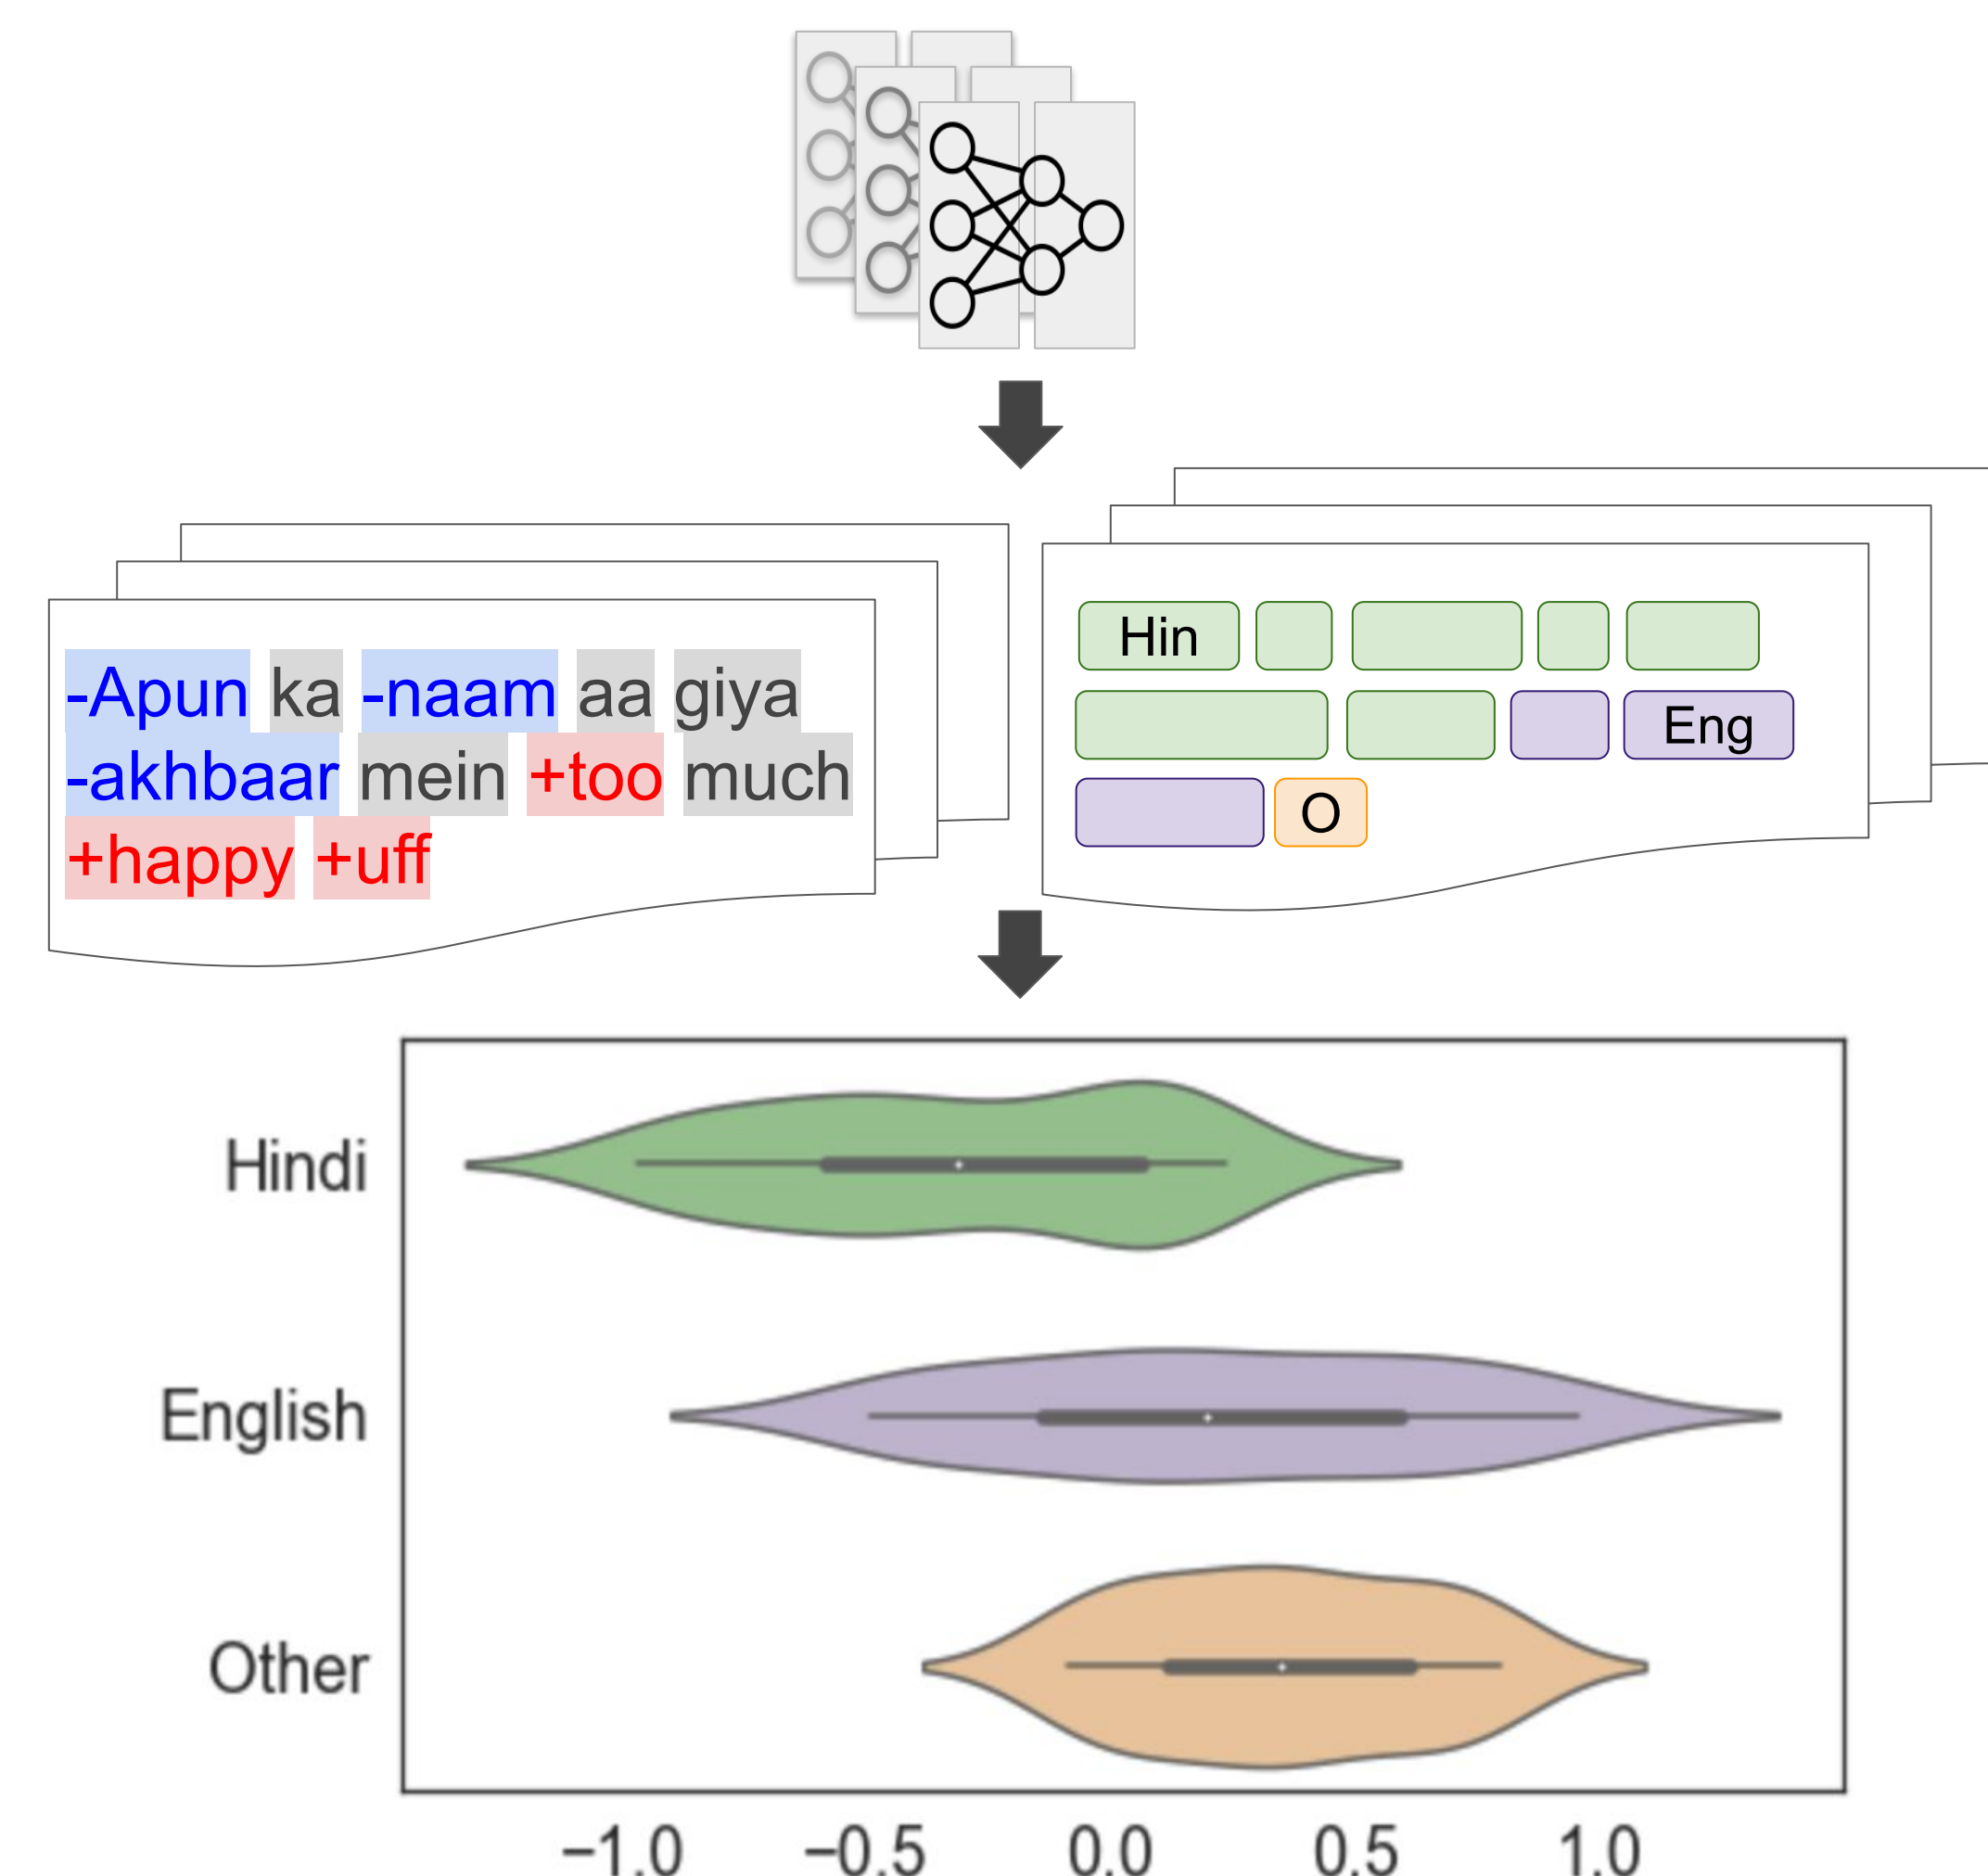 -Apun ka -naam aa giya
-akhbaar mein +too much
+happy +uff
Hin
Eng
O
Hindi
English
Other
−1.0 −0.5 0.0 0.5 1.0